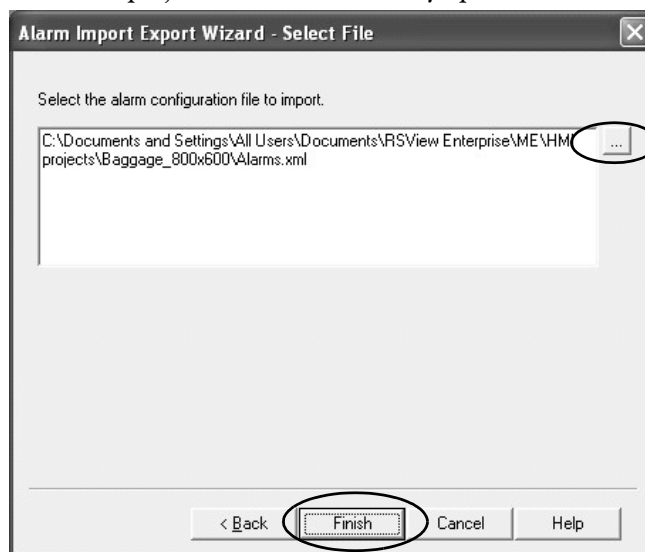 Alarm Import Export Wizard - Select File
Select the alarm configuration file to import.
C:\Documents and Settings\All Users\Documents\RSView Enterprise\ME\HM
projects\Baggage_800x600\Alarms.xml
...
< Back Finish Cancel Help